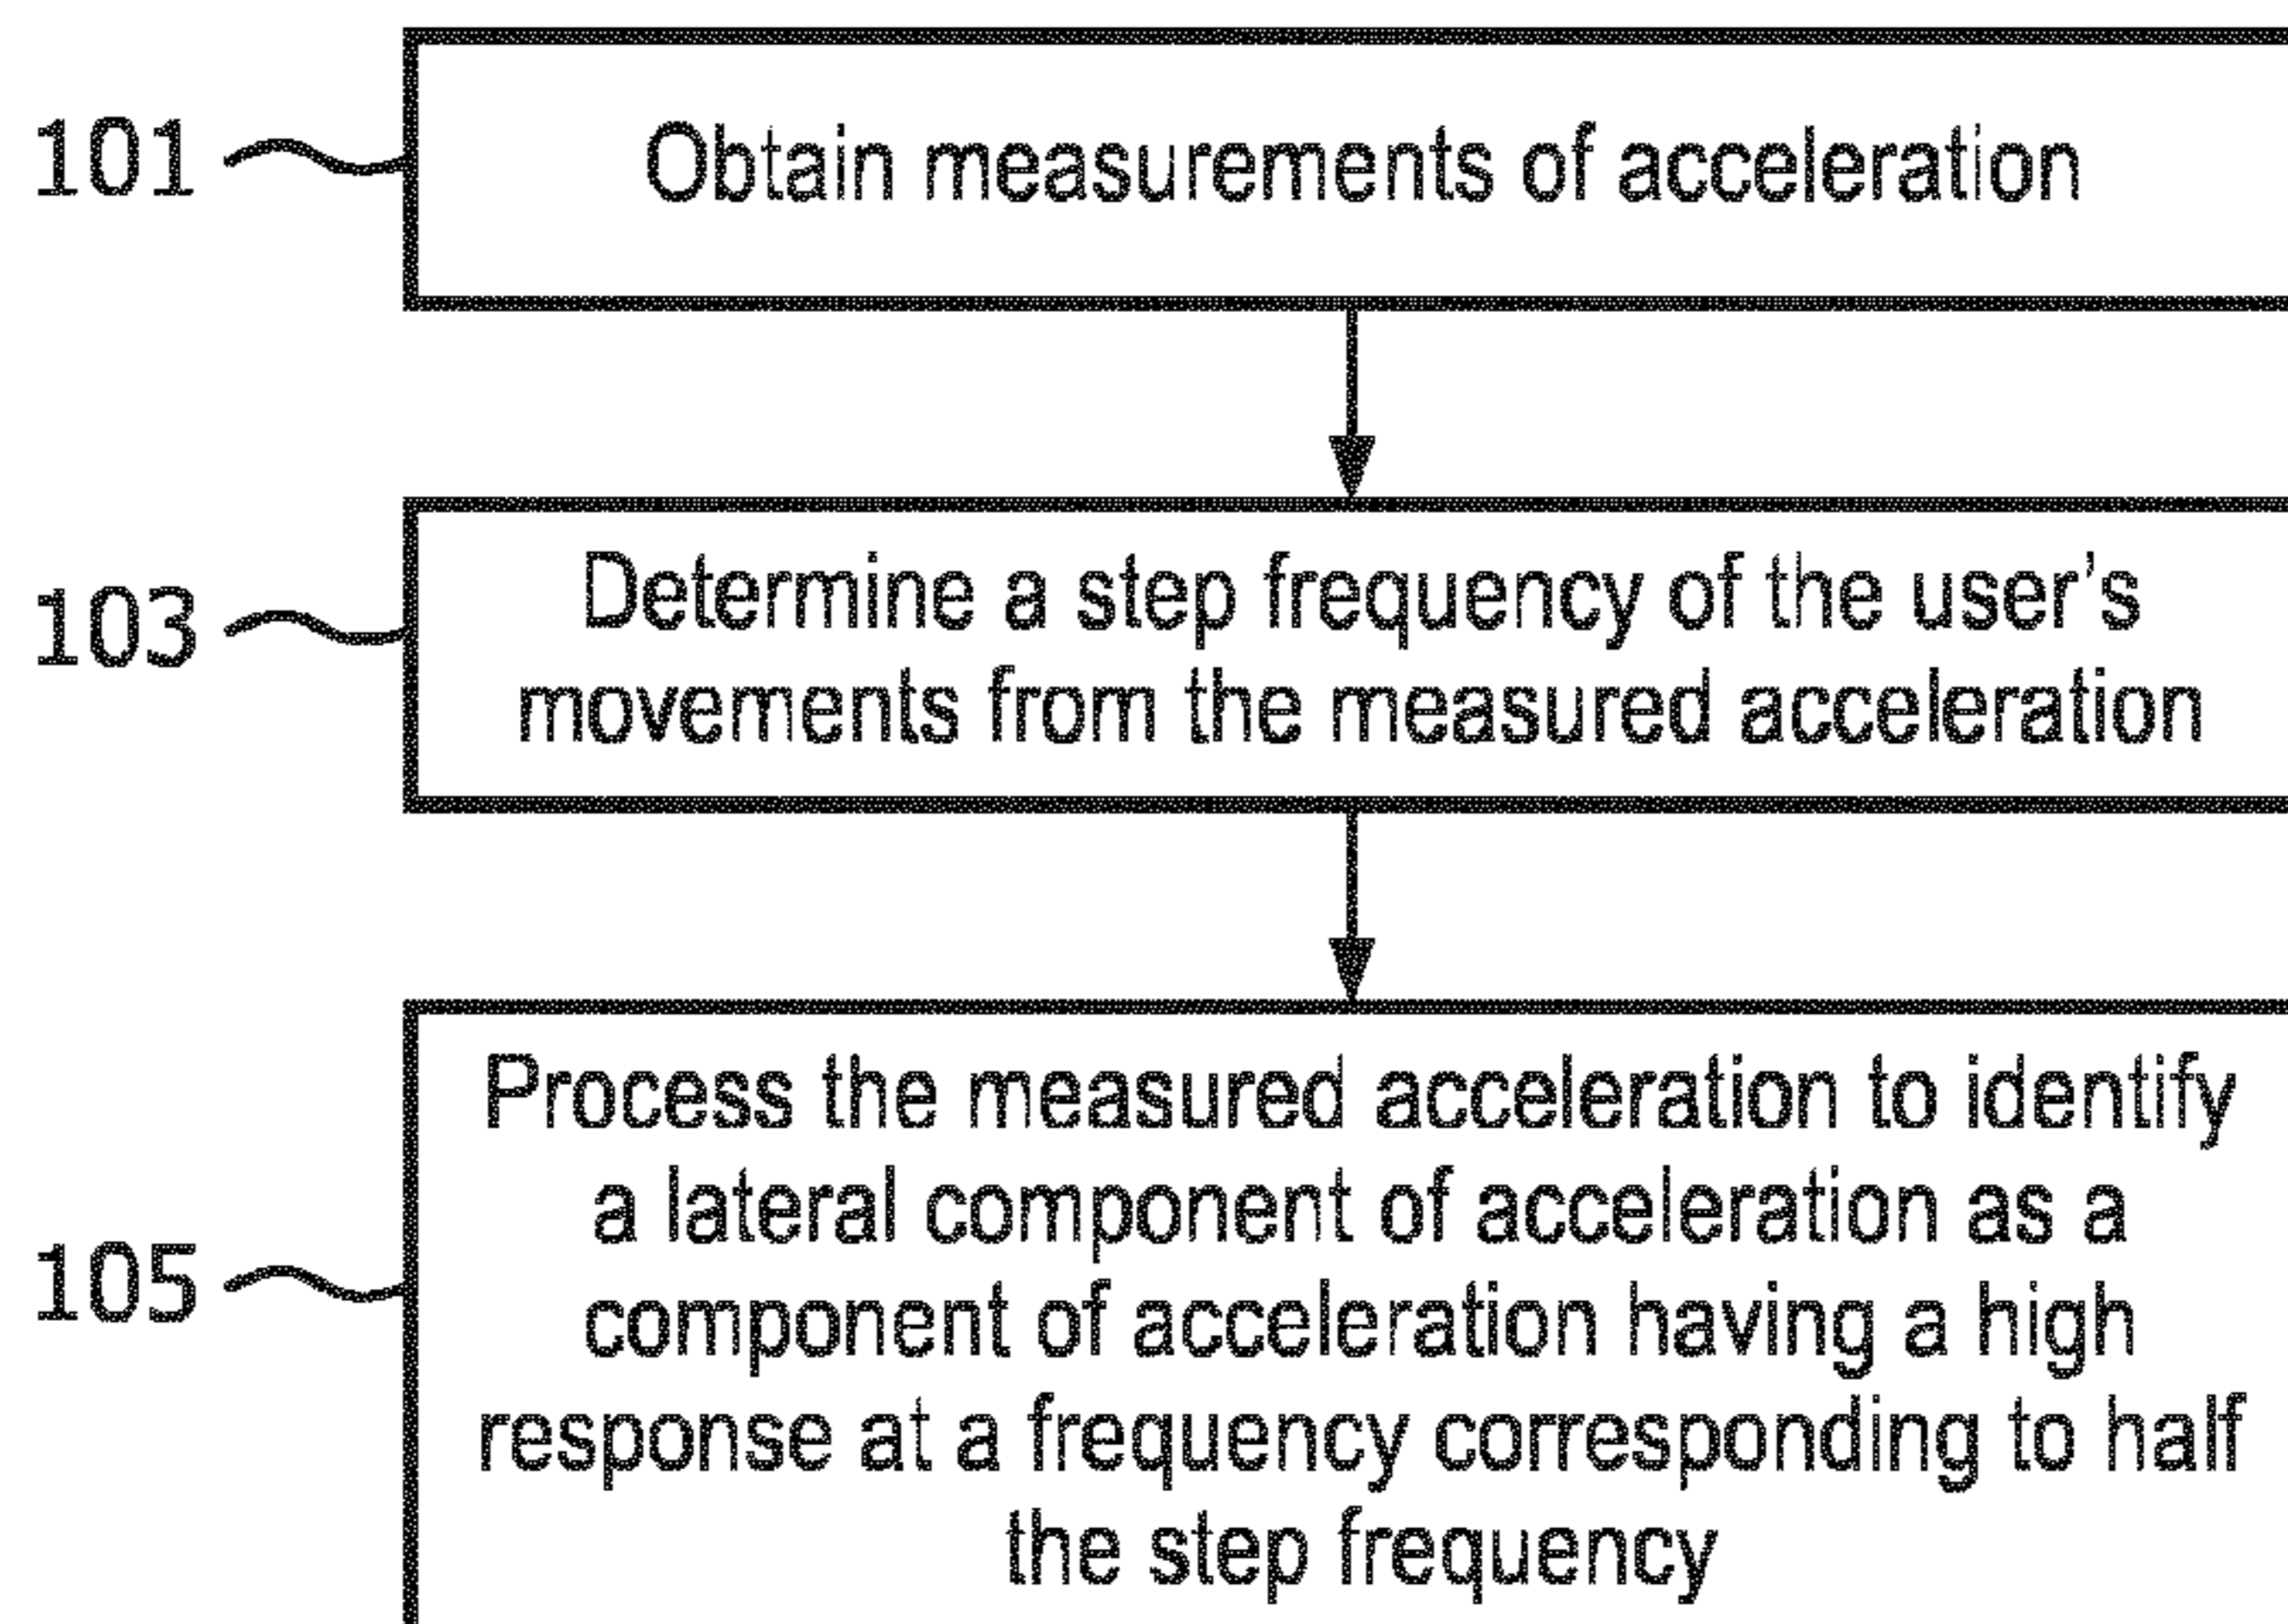 101
Obtain measurements of acceleration
103
Determine a step frequency of the user's
movements from the measured acceleration
105
Process the measured acceleration to identify
a lateral component of acceleration as a
component of acceleration having a high
response at a frequency corresponding to half
the step frequency